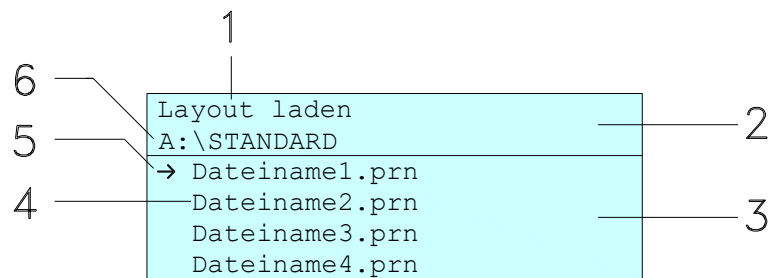 1
6
Layout laden
2
A:\STANDARD
5
→ Dateiname1.prn
4
Dateiname2.prn
3
Dateiname3.prn
Dateiname4.prn